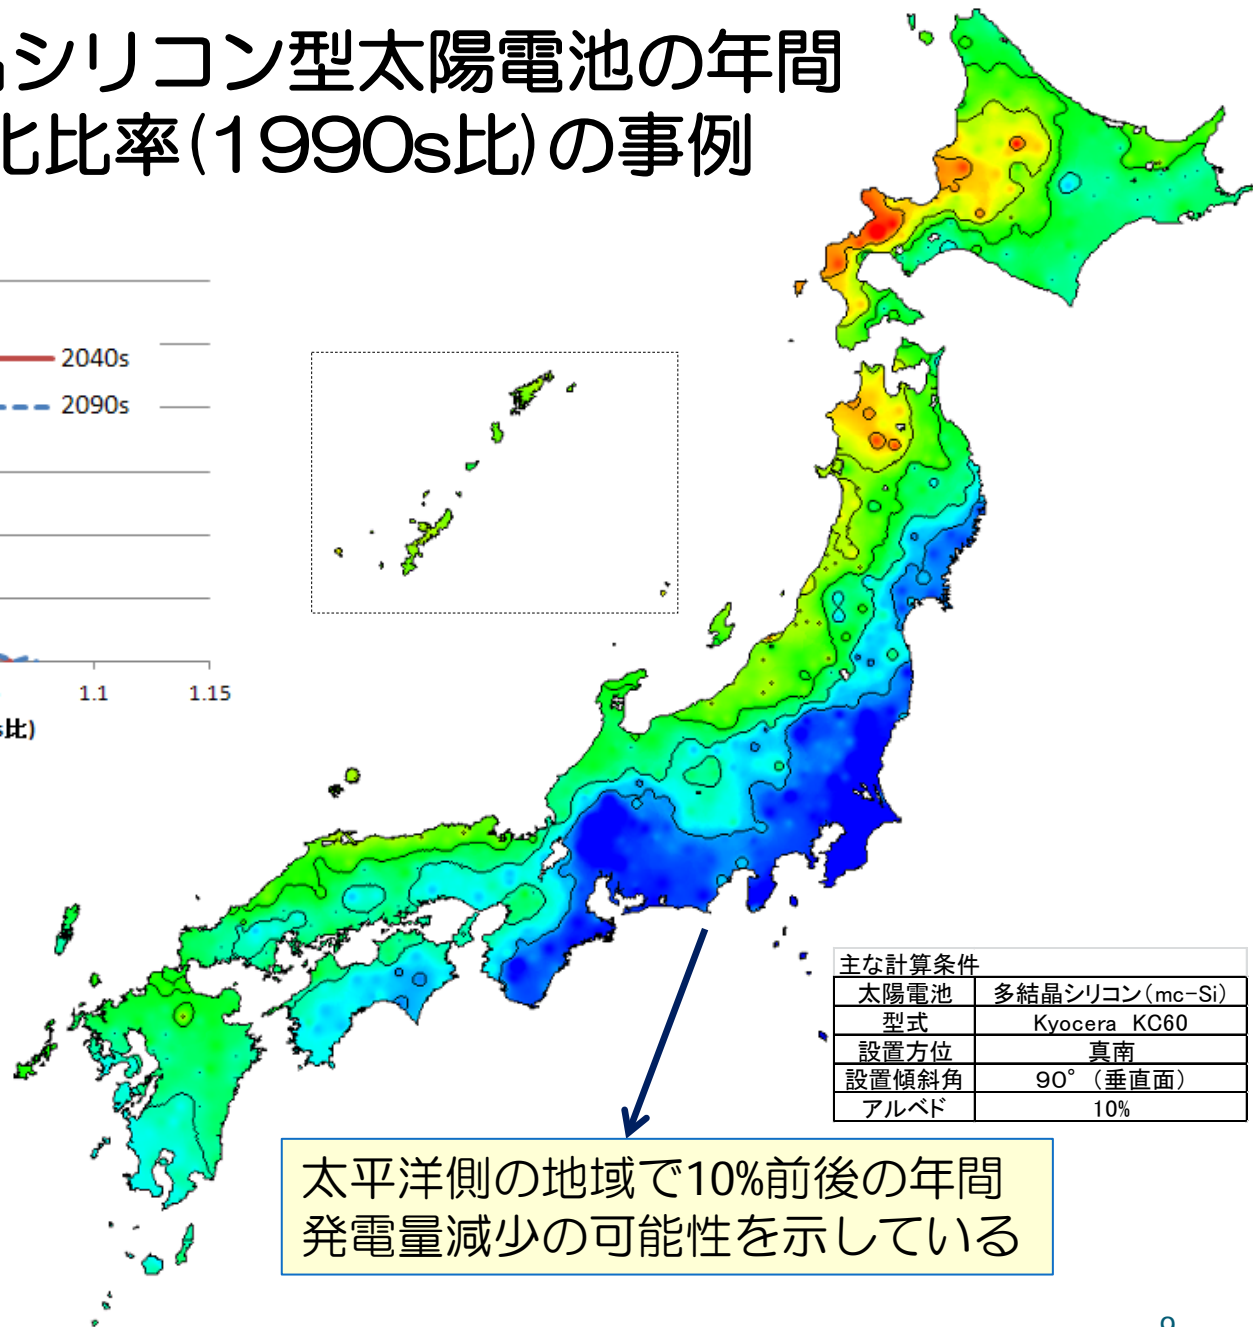 シリコン型太陽電池の年間
比率(1990s比)の事例
2040s
2090s
1.1
1.15
比)
主な計算条件
太陽電池 多結晶シリコン(mc-Si)
型式 Kyocera KC60
設置方位 真南
設置傾斜角 90°(垂直面)
アルベド 10%
太平洋側の地域で10%前後の年間
発電量減少の可能性を示している